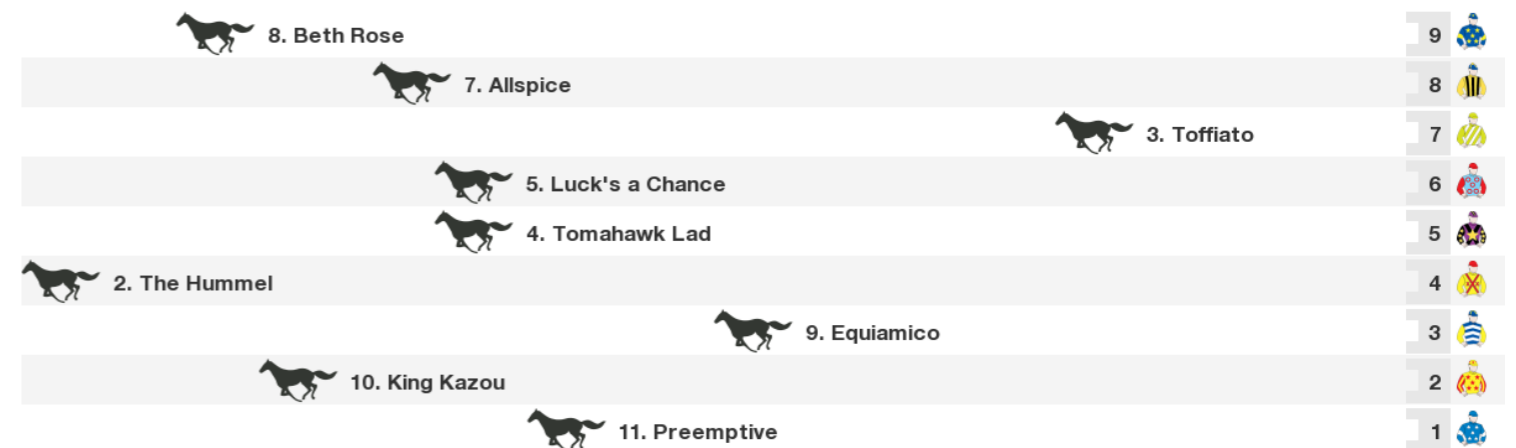 8. Beth Rose 9
7. Allspice 8
3. Toffiato 7
5. Luck's a Chance 6
4. Tomahawk Lad 5
2. The Hummel 4
9. Equiamico 3
10. King Kazou 2
11. Preemptive 1